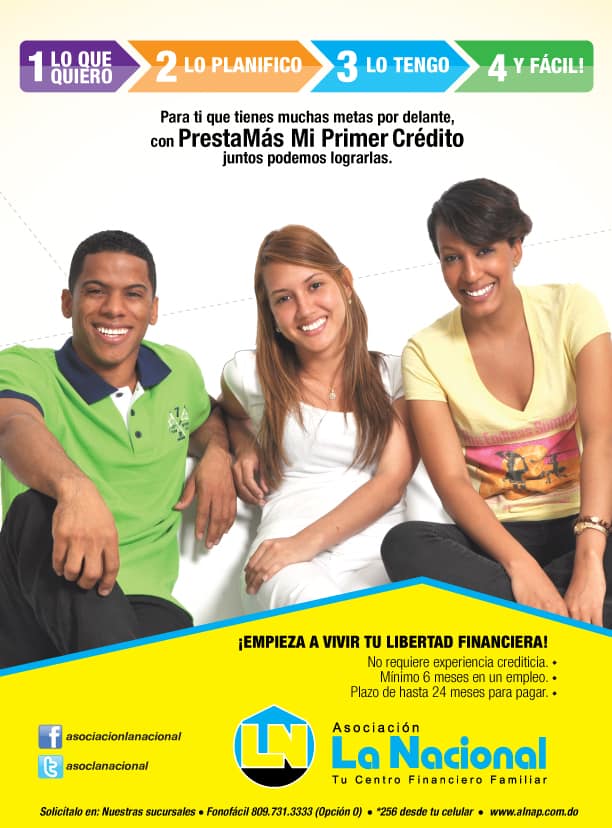 1 LO QUE QUIERO
2 LO PLANIFICO
3 LO TENGO
4 Y FÁCIL!
Para ti que tienes muchas metas por delante,
con PrestaMás Mi Primer Crédito
juntos podemos lograrlas.
¡EMPIEZA A VIVIR TU LIBERTAD FINANCIERA!
No requiere experiencia crediticia. •
Mínimo 6 meses en un empleo. •
Plazo de hasta 24 meses para pagar. •
f asociacionlanacional
t asoclanacional
LN
Asociación
La Nacional
Tu Centro Financiero Familiar
Solicítalo en: Nuestras sucursales • Fonofácil 809.731.3333 (Opción 0) • *256 desde tu celular • www.alnap.com.do